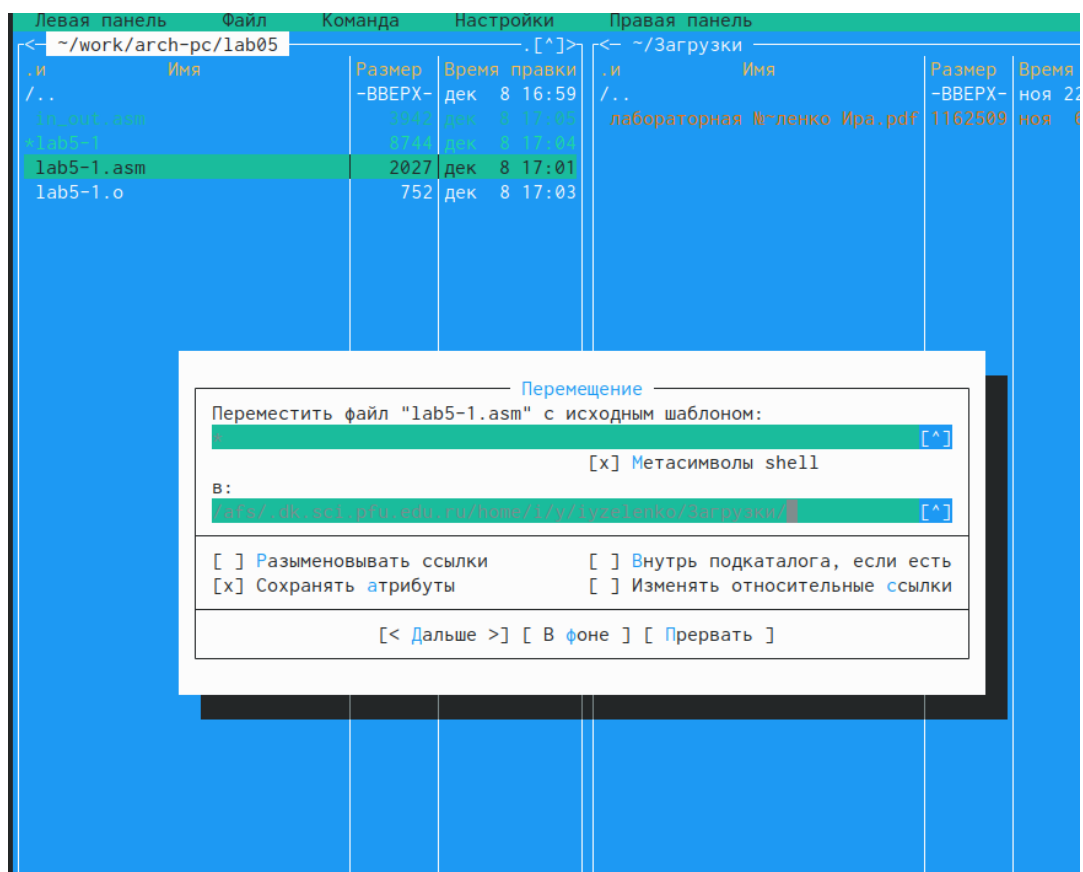 Левая панель Файл Команда Настройки Правая панель
<— ~/work/arch-pc/lab05 .[^]>
.и Имя Размер Время правки
/.. -ВВЕРХ- дек 8 16:59
in_out.asm 3942 дек 8 17:05
*lab5-1 8744 дек 8 17:04
lab5-1.asm 2027 дек 8 17:01
lab5-1.o 752 дек 8 17:03
<— ~/Загрузки
.и Имя Размер Время
/.. -ВВЕРХ- ноя 22
лабораторная №~ленко Ира.pdf 1162509 ноя
Перемещение
Переместить файл "lab5-1.asm" с исходным шаблоном:
* [^]
[x] Метасимволы shell
в:
/afs/.dk.sci.pfu.edu.ru/home/i/y/iyzelenko/Загрузки/ [^]
[ ] Разыменовывать ссылки [ ] Внутрь подкаталога, если есть
[x] Сохранять атрибуты [ ] Изменять относительные ссылки
[< Дальше >] [ В фоне ] [ Прервать ]